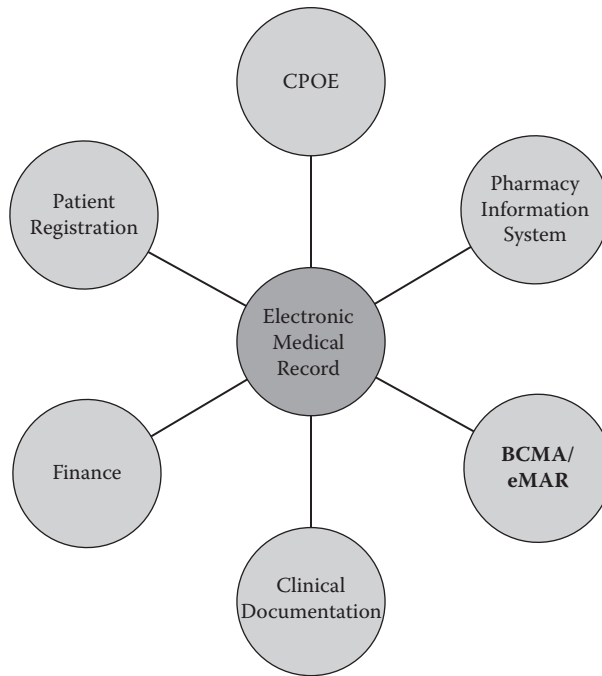 CPOE
Patient
Registration
Pharmacy
Information
System
Electronic
Medical
Record
Finance
BCMA/
eMAR
Clinical
Documentation